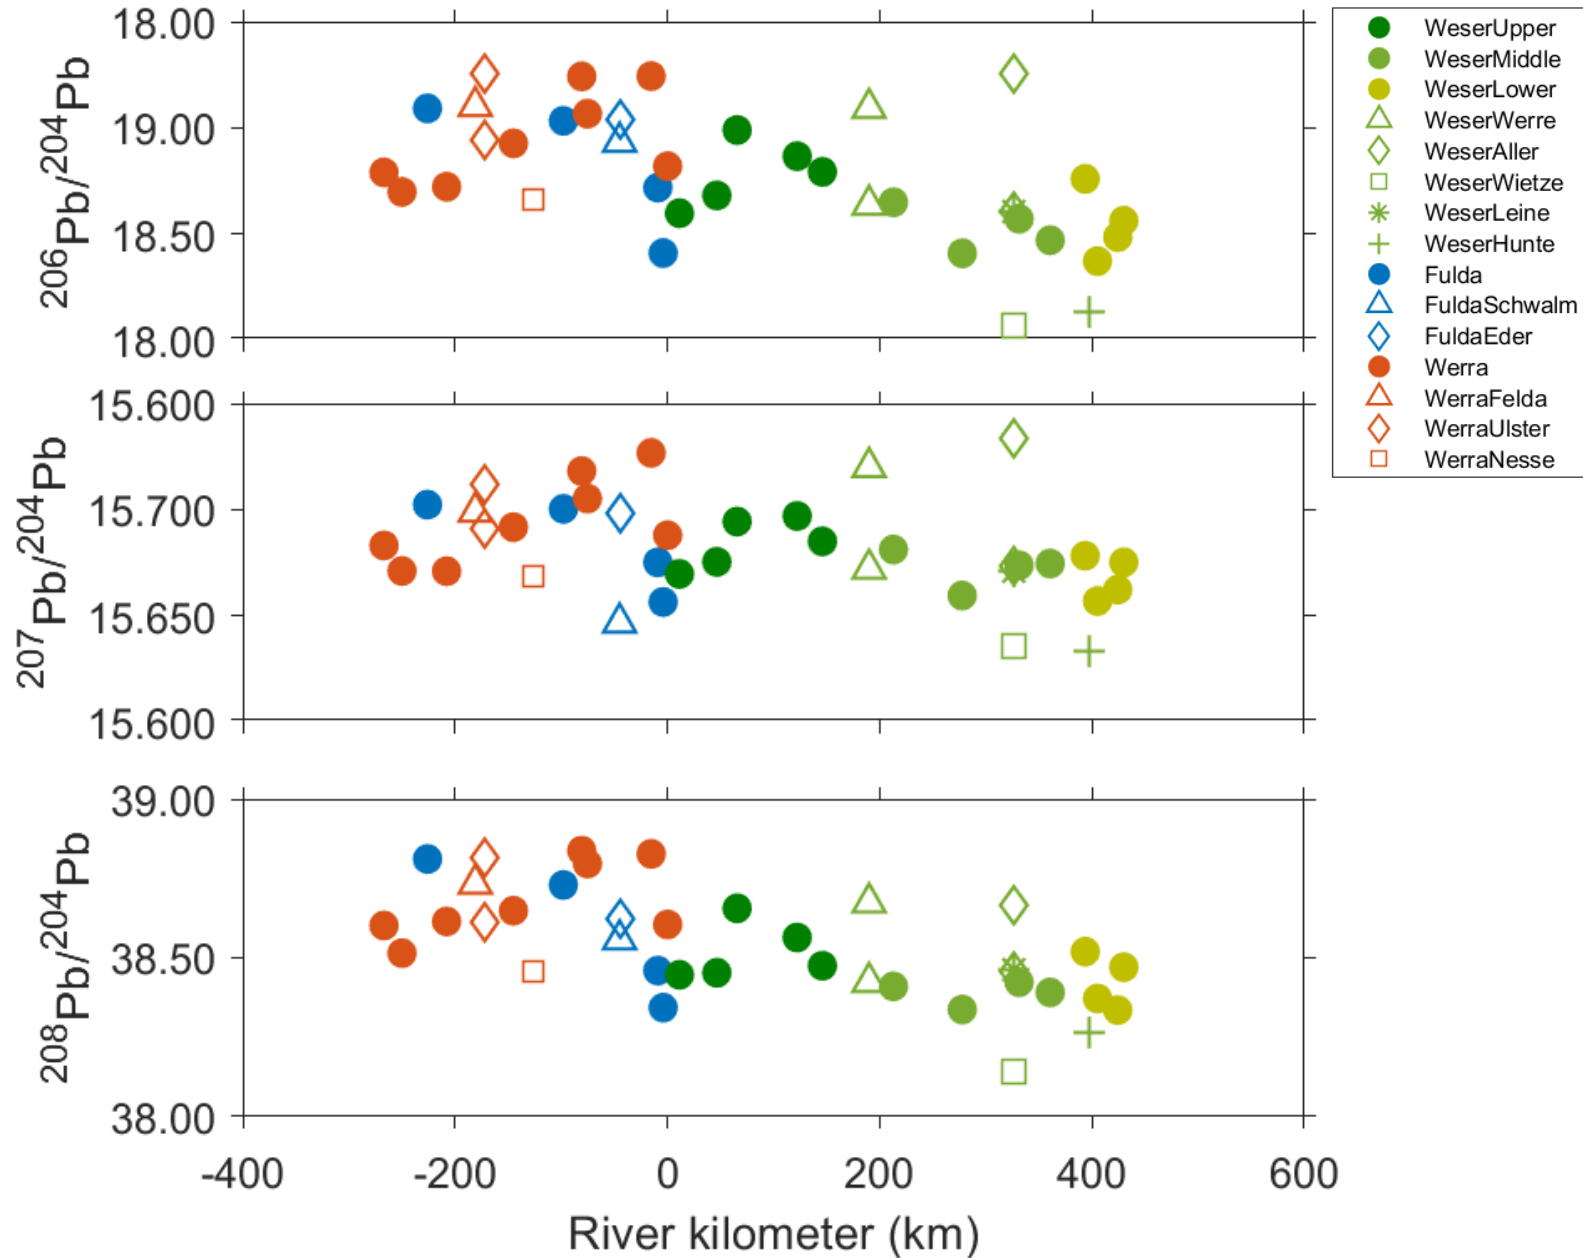 18.00
19.00
18.50
18.00
206Pb/204Pb
15.600
15.700
15.650
15.600
207Pb/204Pb
39.00
38.50
38.00
208Pb/204Pb
-400 -200 0 200 400 600
River kilometer (km)
WeserUpper
WeserMiddle
WeserLower
WeserWerre
WeserAller
WeserWietze
WeserLeine
WeserHunte
Fulda
FuldaSchwalm
FuldaEder
Werra
WerraFelda
WerraUlster
WerraNesse